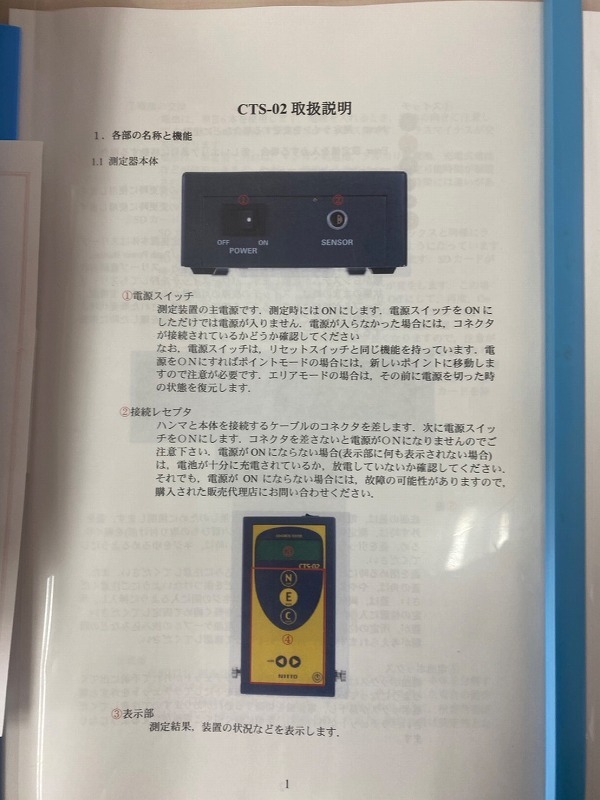 CTS-02 取扱説明
1．各部の名称と機能
1.1 測定器本体
① ②
OFF ON
POWER
SENSOR
①電源スイッチ
測定装置の主電源です．測定時にはONにします．電源スイッチをONに
しただけでは電源が入りません．電源が入らなかった場合には，コネクタ
が接続されているかどうか確認してください
なお，電源スイッチは，リセットスイッチと同じ機能を持っています．電
源をＯＮにすればポイントモードの場合には，新しいポイントに移動しま
すので注意が必要です．エリアモードの場合は，その前に電源を切った時
の状態を復元します．
②接続レセプタ
ハンマと本体を接続するケーブルのコネクタを差します．次に電源スイッ
チをＯＮにします．コネクタを差さないと電源がＯＮになりませんのでご
注意下さい．電源がONにならない場合(表示部に何も表示されない場合)
は，電池が十分に充電されているか，放電していないか確認してください．
それでも，電源が ON にならない場合には，故障の可能性がありますので，
購入された販売代理店にお問い合わせください．
③
CTS-02
N
E
C
④
NITTO
③表示部
測定結果，装置の状況などを表示します．
1